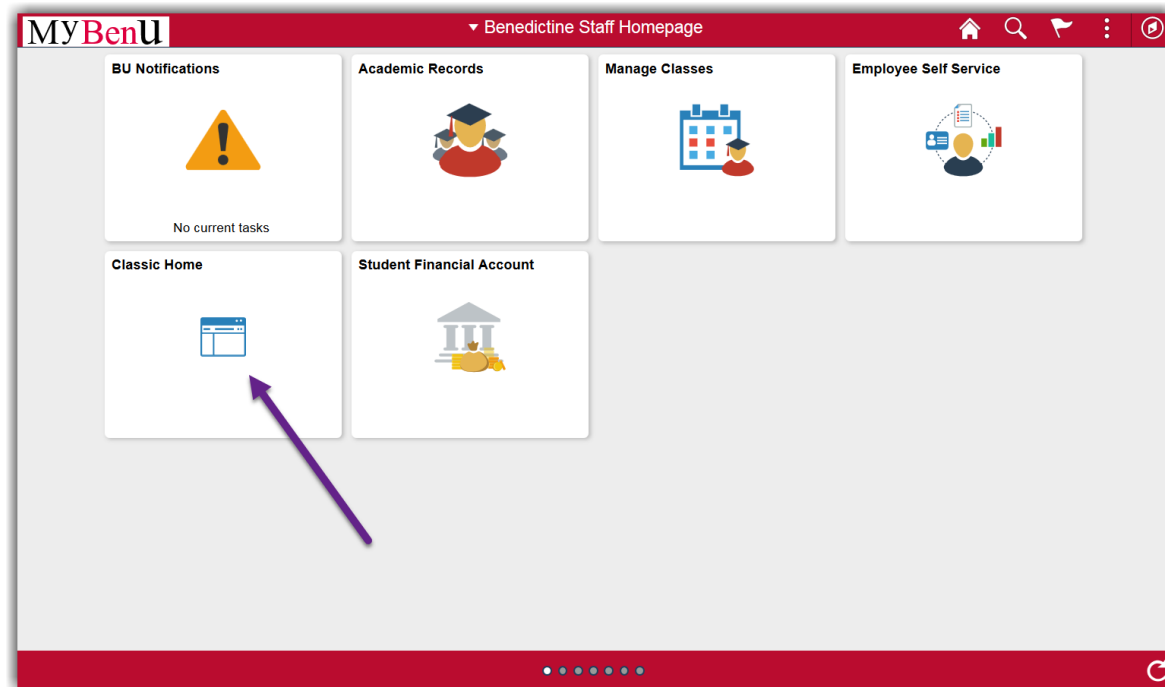 MyBenU
Benedictine Staff Homepage
BU Notifications
Academic Records
Manage Classes
Employee Self Service
No current tasks
Classic Home
Student Financial Account